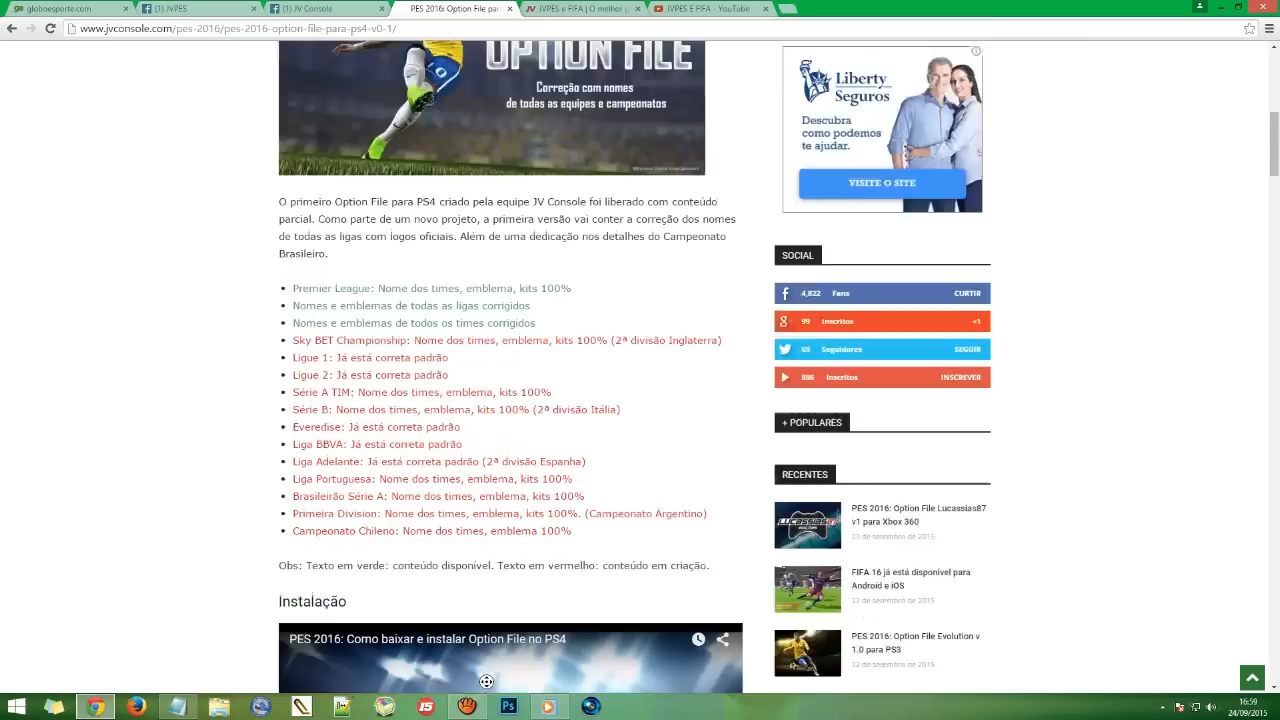 globoesporte.com
(1) JVPES
(1) JV Console
PES 2016: Option File par
JVPES e FIFA | O melhor p
JVPES E FIFA - YouTube
www.jvconsole.com/pes-2016/pes-2016-option-file-para-ps4-v0-1/
OPTION FILE
Correção com nomes
de todas as equipes e campeonatos
Liberty
Seguros
Descubra
como podemos
te ajudar.
VISITE O SITE
O primeiro Option File para PS4 criado pela equipe JV Console foi liberado com conteúdo
parcial. Como parte de um novo projeto, a primeira versão vai conter a correção dos nomes
de todas as ligas com jogos oficiais. Além de uma dedicação nos detalhes do Campeonato
Brasileiro.
Premier League: Nome dos times, emblema, kits 100%
Nomes e emblemas de todas as ligas corrigidos
Nomes e emblemas de todos os times corrigidos
Sky BET Championship: Nome dos times, emblema, kits 100% (2ª divisão Inglaterra)
Ligue 1: Já está correta padrão
Ligue 2: Já está correta padrão
Série A TIM: Nome dos times, emblema, kits 100%
Série B: Nome dos times, emblema, kits 100% (2ª divisão Itália)
Everedise: Já está correta padrão
Liga BBVA: Já está correta padrão
Liga Adelante: Já está correta padrão (2ª divisão Espanha)
Liga Portuguesa: Nome dos times, emblema, kits 100%
Brasileirão Série A: Nome dos times, emblema, kits 100%
Primeira Division: Nome dos times, emblema, kits 100%. (Campeonato Argentino)
Campeonato Chileno: Nome dos times, emblema 100%
Obs: Texto em verde: conteúdo disponível. Texto em vermelho: conteúdo em criação.
Instalação
PES 2016: Como baixar e instalar Option File no PS4
SOCIAL
4,822 Fans CURTIR
99 Inscritos +1
63 Seguidores SEGUIR
886 Inscritos INSCREVER
+ POPULARES
RECENTES
LUCASSIAS87
PES 2016: Option File Lucassias87
v1 para Xbox 360
23 de setembro de 2015
FIFA 16 já está disponível para
Android e iOS
22 de setembro de 2015
PES 2016: Option File Evolution v
1.0 para PS3
22 de setembro de 2015
15
Ps
16:59
24/09/2015